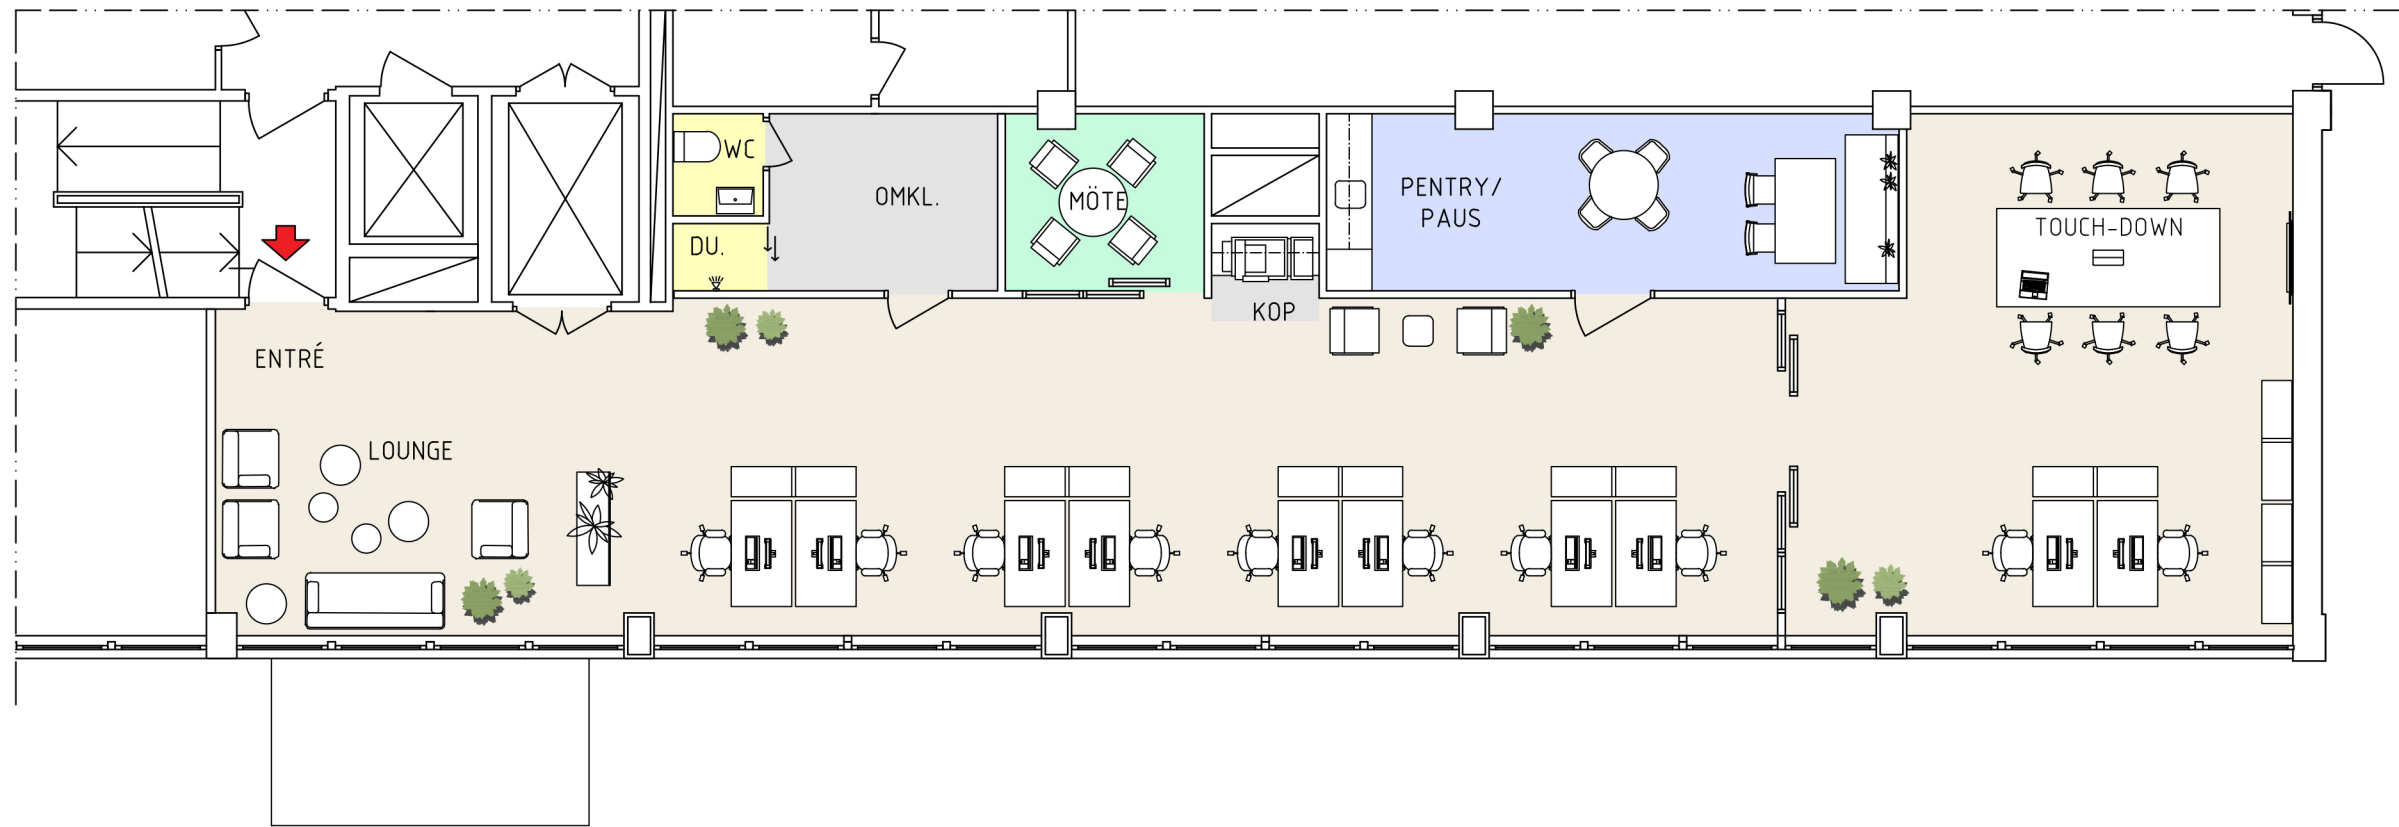 WC
OMKL.
DU.
MÖTE
KOP
PENTRY/
PAUS
TOUCH-DOWN
ENTRÉ
LOUNGE